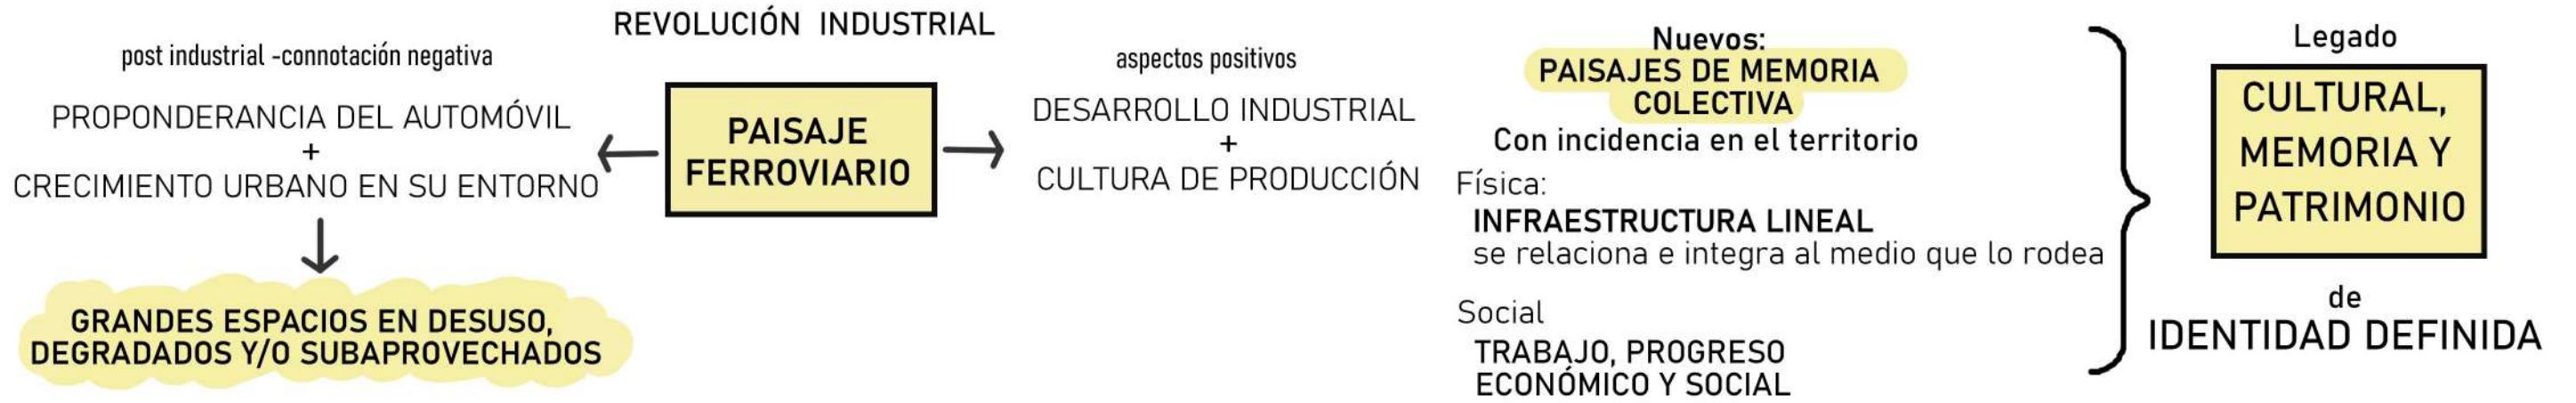 REVOLUCIÓN INDUSTRIAL
post industrial -connotación negativa
PROPONDERANCIA DEL AUTOMÓVIL
+
CRECIMIENTO URBANO EN SU ENTORNO
GRANDES ESPACIOS EN DESUSO,
DEGRADADOS Y/O SUBAPROVECHADOS
PAISAJE
FERROVIARIO
aspectos positivos
DESARROLLO INDUSTRIAL
+
CULTURA DE PRODUCCIÓN
Nuevos:
PAISAJES DE MEMORIA
COLECTIVA
Con incidencia en el territorio
Física:
INFRAESTRUCTURA LINEAL
se relaciona e integra al medio que lo rodea
Social
TRABAJO, PROGRESO
ECONÓMICO Y SOCIAL
Legado
CULTURAL,
MEMORIA Y
PATRIMONIO
de
IDENTIDAD DEFINIDA